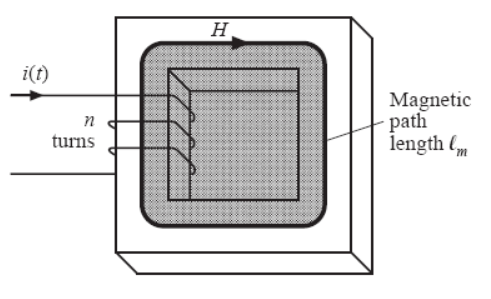 H
i(t)
n
turns
Magnetic
path
length ℓm